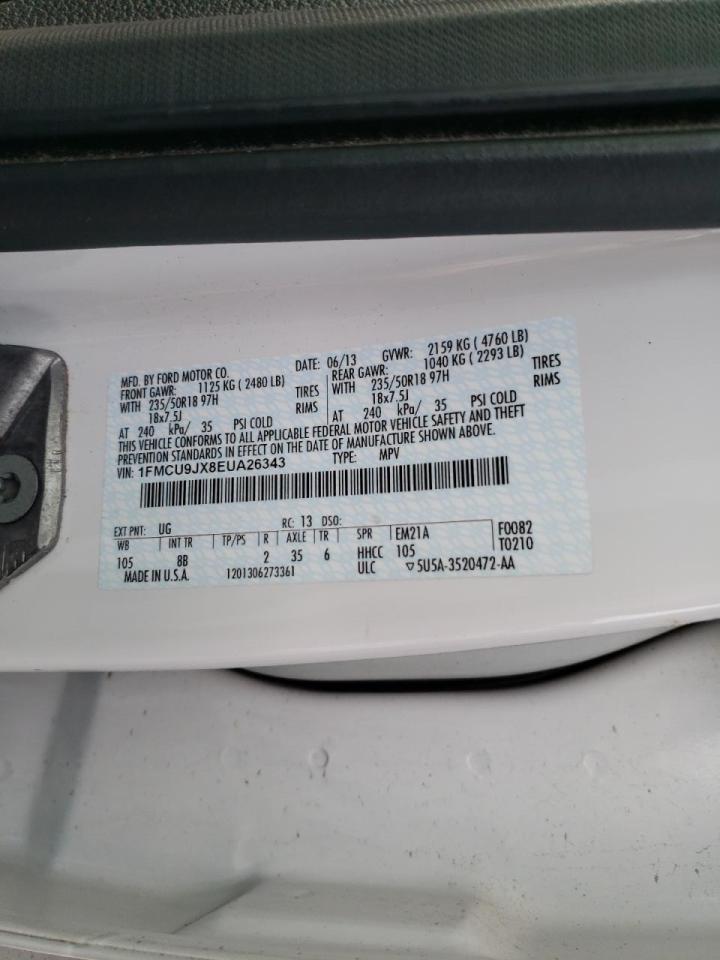 MFD. BY FORD MOTOR CO. DATE: 06/13 GVWR: 2159 KG ( 4760 LB)
FRONT GAWR: 1125 KG ( 2480 LB) REAR GAWR: 1040 KG ( 2293 LB)
WITH 235/50R18 97H TIRES WITH 235/50R18 97H TIRES
18x7.5J RIMS 18x7.5J RIMS
AT 240 kPa/ 35 PSI COLD AT 240 kPa/ 35 PSI COLD
THIS VEHICLE CONFORMS TO ALL APPLICABLE FEDERAL MOTOR VEHICLE SAFETY AND THEFT
PREVENTION STANDARDS IN EFFECT ON THE DATE OF MANUFACTURE SHOWN ABOVE.
VIN: 1FMCU9JX8EUA26343 TYPE: MPV
EXT PNT: UG RC: 13 DSO:
WB INT TR TP/PS R AXLE TR SPR EM21A F0082
105 8B 2 35 6 HHCC 105 T0210
MADE IN U.S.A. 1201306273361 ULC ▽5U5A-3520472-AA